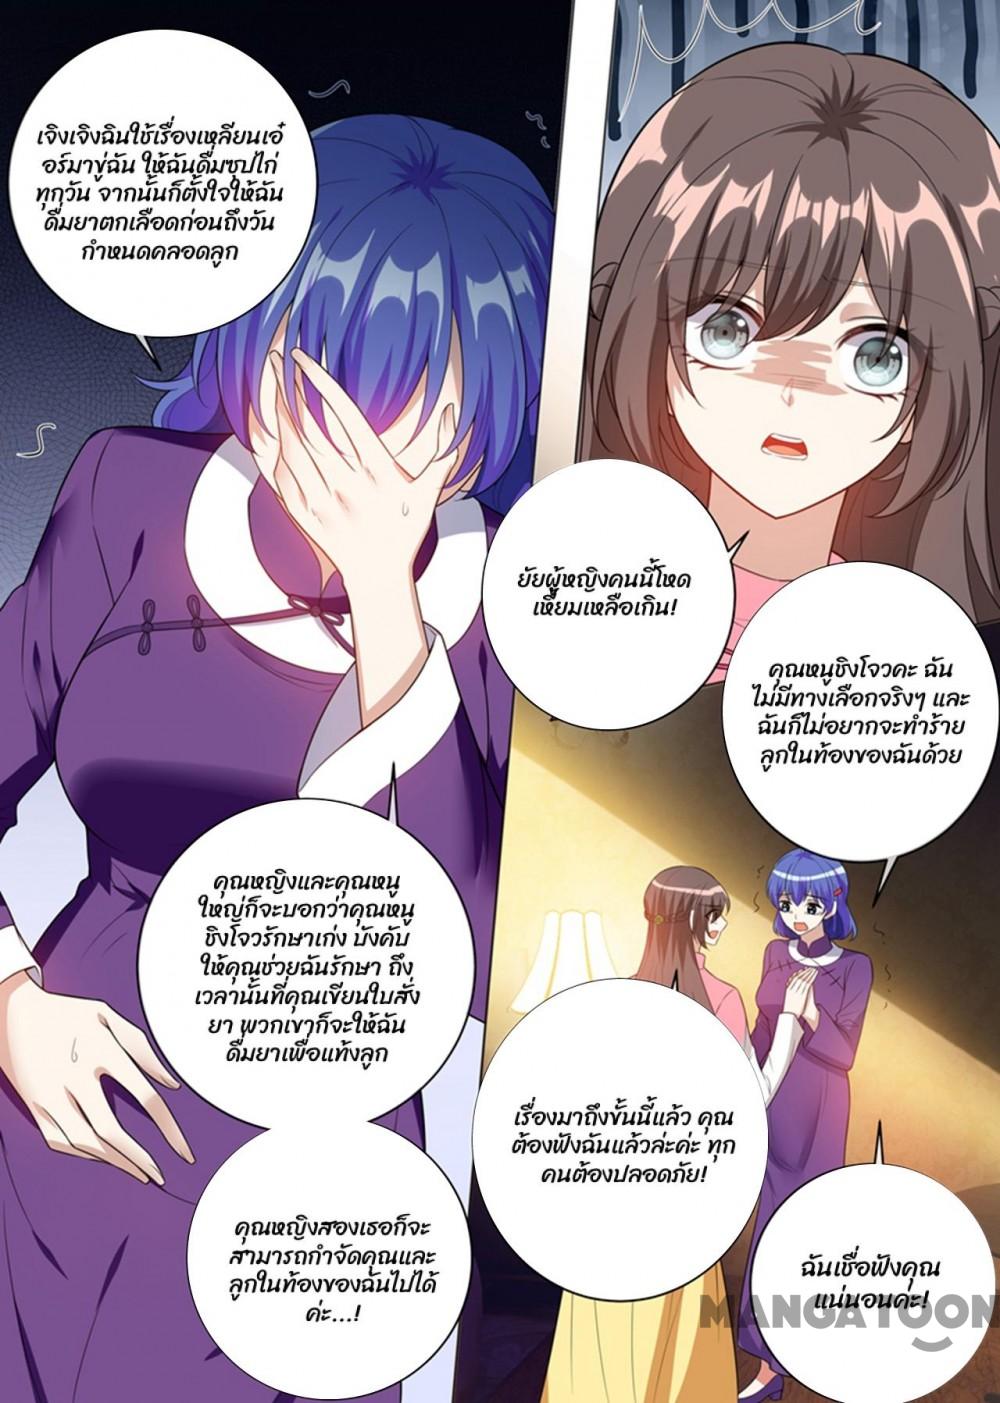 เจิงเจิงฉินใช้เรื่องเหลียนเอ๋
อร์มาขู่ฉัน ให้ฉันดื่มซุปไก่
ทุกวัน จากนั้นก็ตั้งใจให้ฉัน
ดื่มยาตกเลือดก่อนถึงวัน
กำหนดคลอดลูก
ยัยผู้หญิงคนนี้โหด
เหี้ยมเหลือเกิน!
คุณหนูชิงโจวคะ ฉัน
ไม่มีทางเลือกจริงๆ และ
ฉันก็ไม่อยากจะทำร้าย
ลูกในท้องของฉันด้วย
คุณหญิงและคุณหนู
ใหญ่ก็จะบอกว่าคุณหนู
ชิงโจวรักษาเก่ง บังคับ
ให้คุณช่วยฉันรักษา ถึง
เวลานั้นที่คุณเขียนใบสั่ง
ยา พวกเขาก็จะให้ฉัน
ดื่มยาเพื่อแท้งลูก
คุณหญิงสองเธอก็จะ
สามารถกำจัดคุณและ
ลูกในท้องของฉันไปได้
ค่ะ...!
เรื่องมาถึงขั้นนี้แล้ว คุณ
ต้องฟังฉันแล้วล่ะค่ะ ทุก
คนต้องปลอดภัย!
ฉันเชื่อฟังคุณ
แน่นอนค่ะ!
MANGATOON